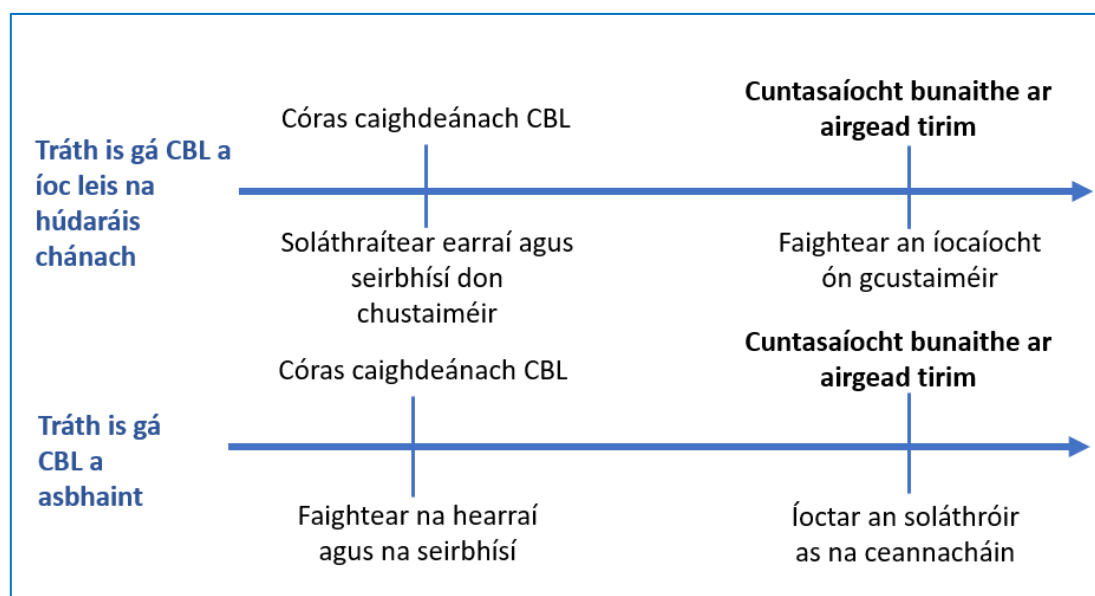 Tráth is gá CBL a
íoc leis na
húdaráis
chánach
Córas caighdeánach CBL
Cuntasaíocht bunaithe ar
airgead tirim
Soláthraítear earraí agus
seirbhísí don
chustaiméir
Faightear an íocaíocht
ón gcustaiméir
Tráth is gá
CBL a
asbhaint
Córas caighdeánach CBL
Cuntasaíocht bunaithe ar
airgead tirim
Faightear na hearraí
agus na seirbhísí
Íoctar an soláthróir
as na ceannacháin